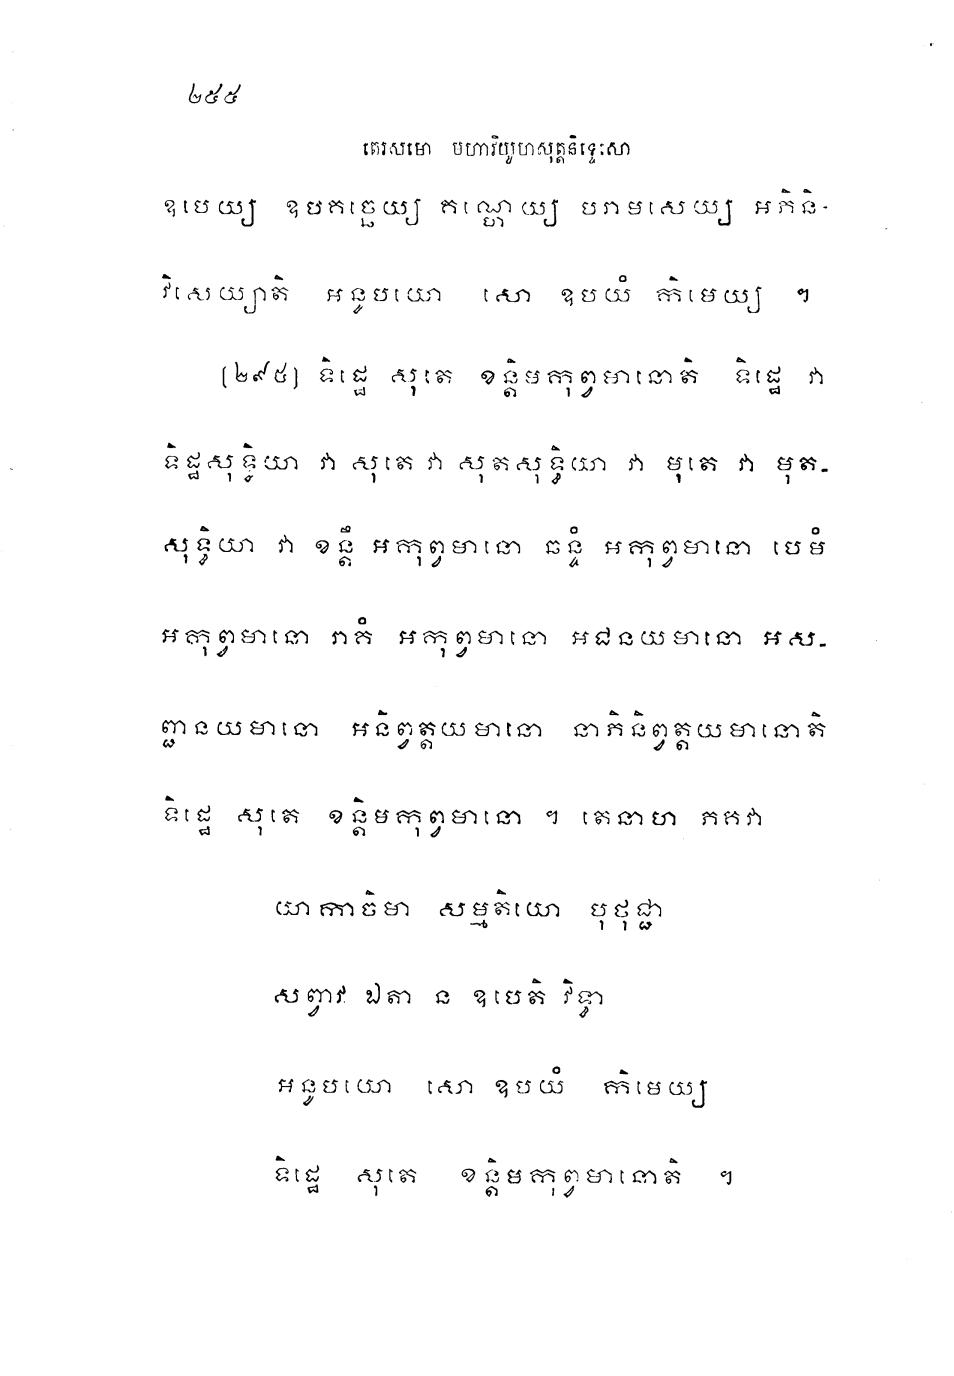 ២៥៥
តេរសមោ មហាវិយូហសុត្តនិទ្ទេសោ
ឧបេយ្យ ឧបគច្ឆេយ្យ គណ្ហេយ្យ បរាមសេយ្យ អភិនិ-
វិសេយ្យាតិ អនូបយោ សោ ឧបយំ កិមេយ្យ ។
[២៩៥] ទិដ្ឋេ សុតេ ខន្តិមកុព្វមានោតិ ទិដ្ឋេ វា
ទិដ្ឋសុទ្ធិយា វា សុតេ វា សុតសុទ្ធិយា វា មុតេ វា មុត-
សុទ្ធិយា វា ខន្តឹ អកុព្វមានោ ឆន្ទំ អកុព្វមានោ បេមំ
អកុព្វមានោ រាគំ អកុព្វមានោ អជនយមានោ អស-
ញ្ជានយមានោ អនិព្វត្តយមានោ នាភិនិព្វត្តយមានោតិ
ទិដ្ឋេ សុតេ ខន្តិមកុព្វមានោ ។ តេនាហ ភគវា
យាកាចិមា សម្មតិយោ បុថុជ្ជា
សព្វាវ ឯតា ន ឧបេតិ វិទ្វា
អនូបយោ សោ ឧបយំ កិមេយ្យ
ទិដ្ឋេ សុតេ ខន្តិមកុព្វមានោតិ ។